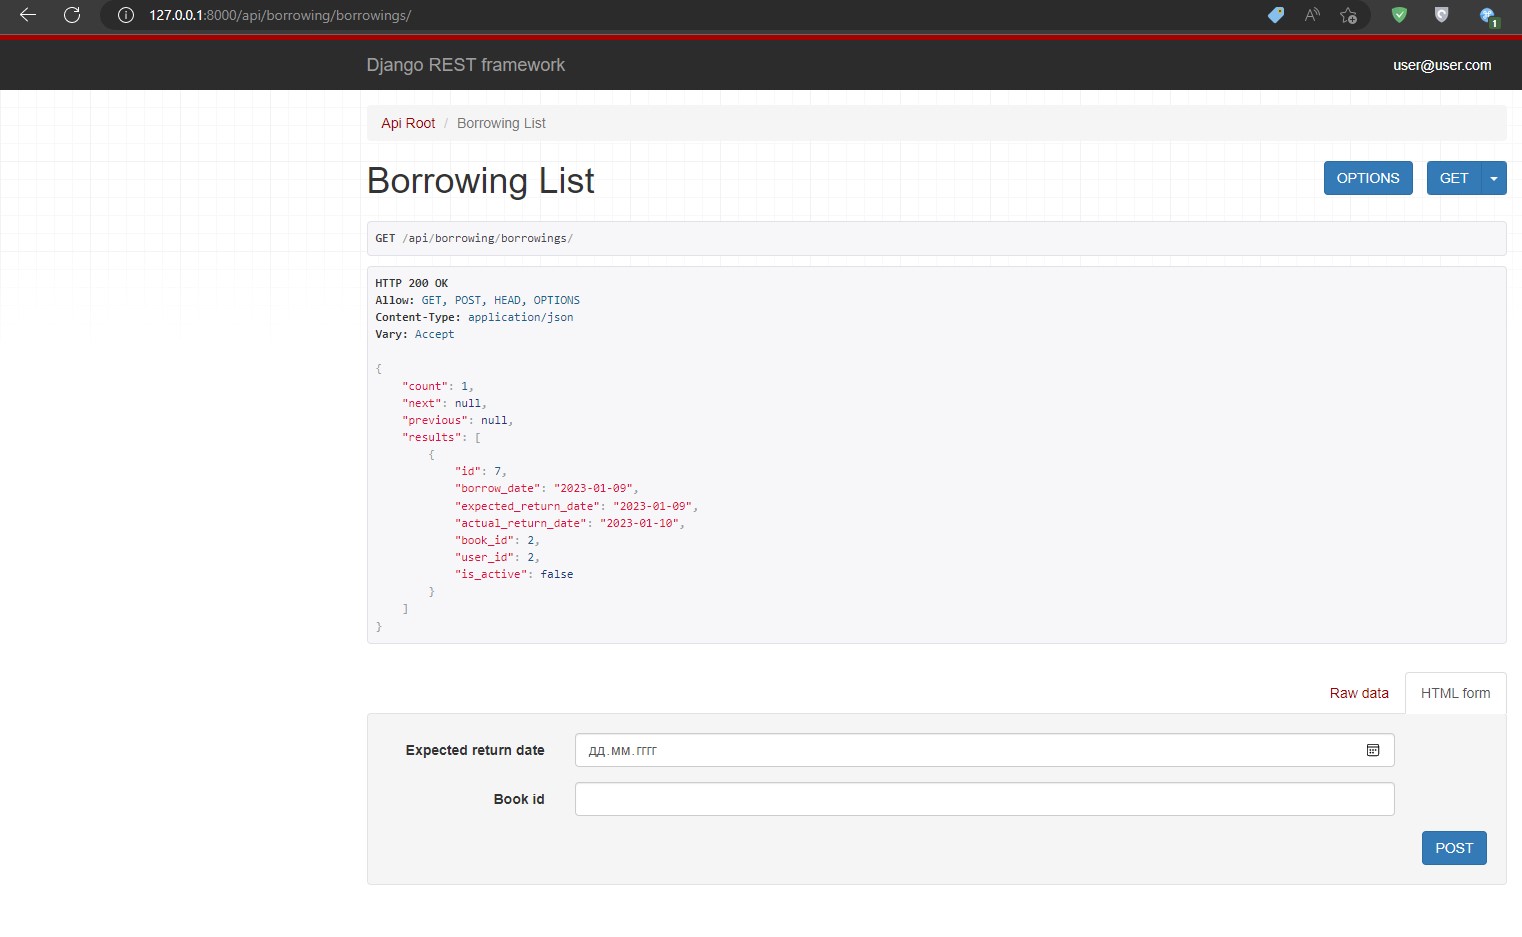 127.0.0.1:8000/api/borrowing/borrowings/
1
Django REST framework
user@user.com
Api Root / Borrowing List
Borrowing List
OPTIONS
GET
GET /api/borrowing/borrowings/
HTTP 200 OK
Allow: GET, POST, HEAD, OPTIONS
Content-Type: application/json
Vary: Accept
{
    "count": 1,
    "next": null,
    "previous": null,
    "results": [
        {
            "id": 7,
            "borrow_date": "2023-01-09",
            "expected_return_date": "2023-01-09",
            "actual_return_date": "2023-01-10",
            "book_id": 2,
            "user_id": 2,
            "is_active": false
        }
    ]
}
Raw data
HTML form
Expected return date
дд.мм.гггг
Book id
POST